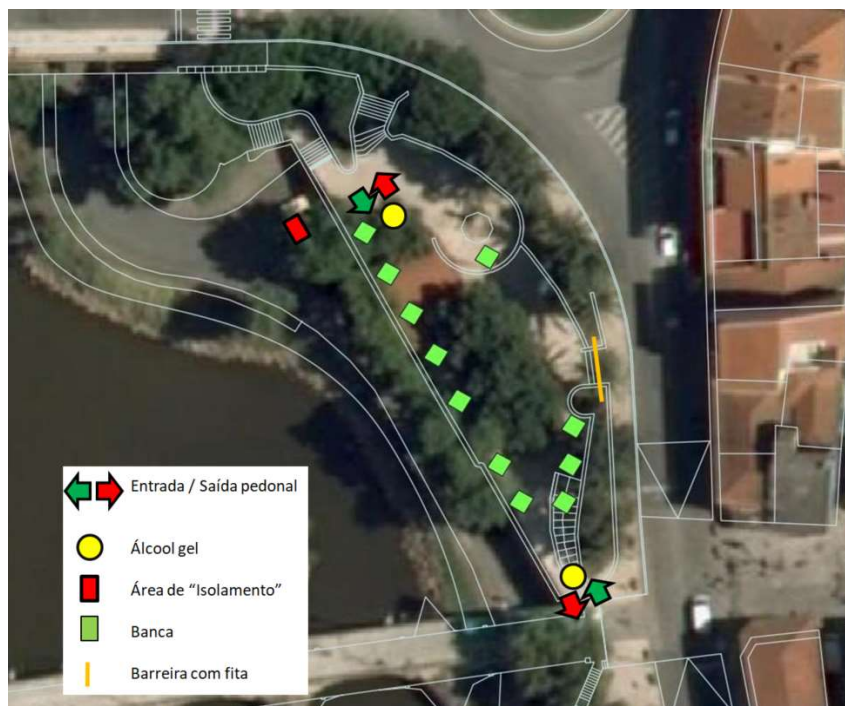 Entrada / Saída pedonal
Álcool gel
Área de “Isolamento”
Banca
Barreira com fita